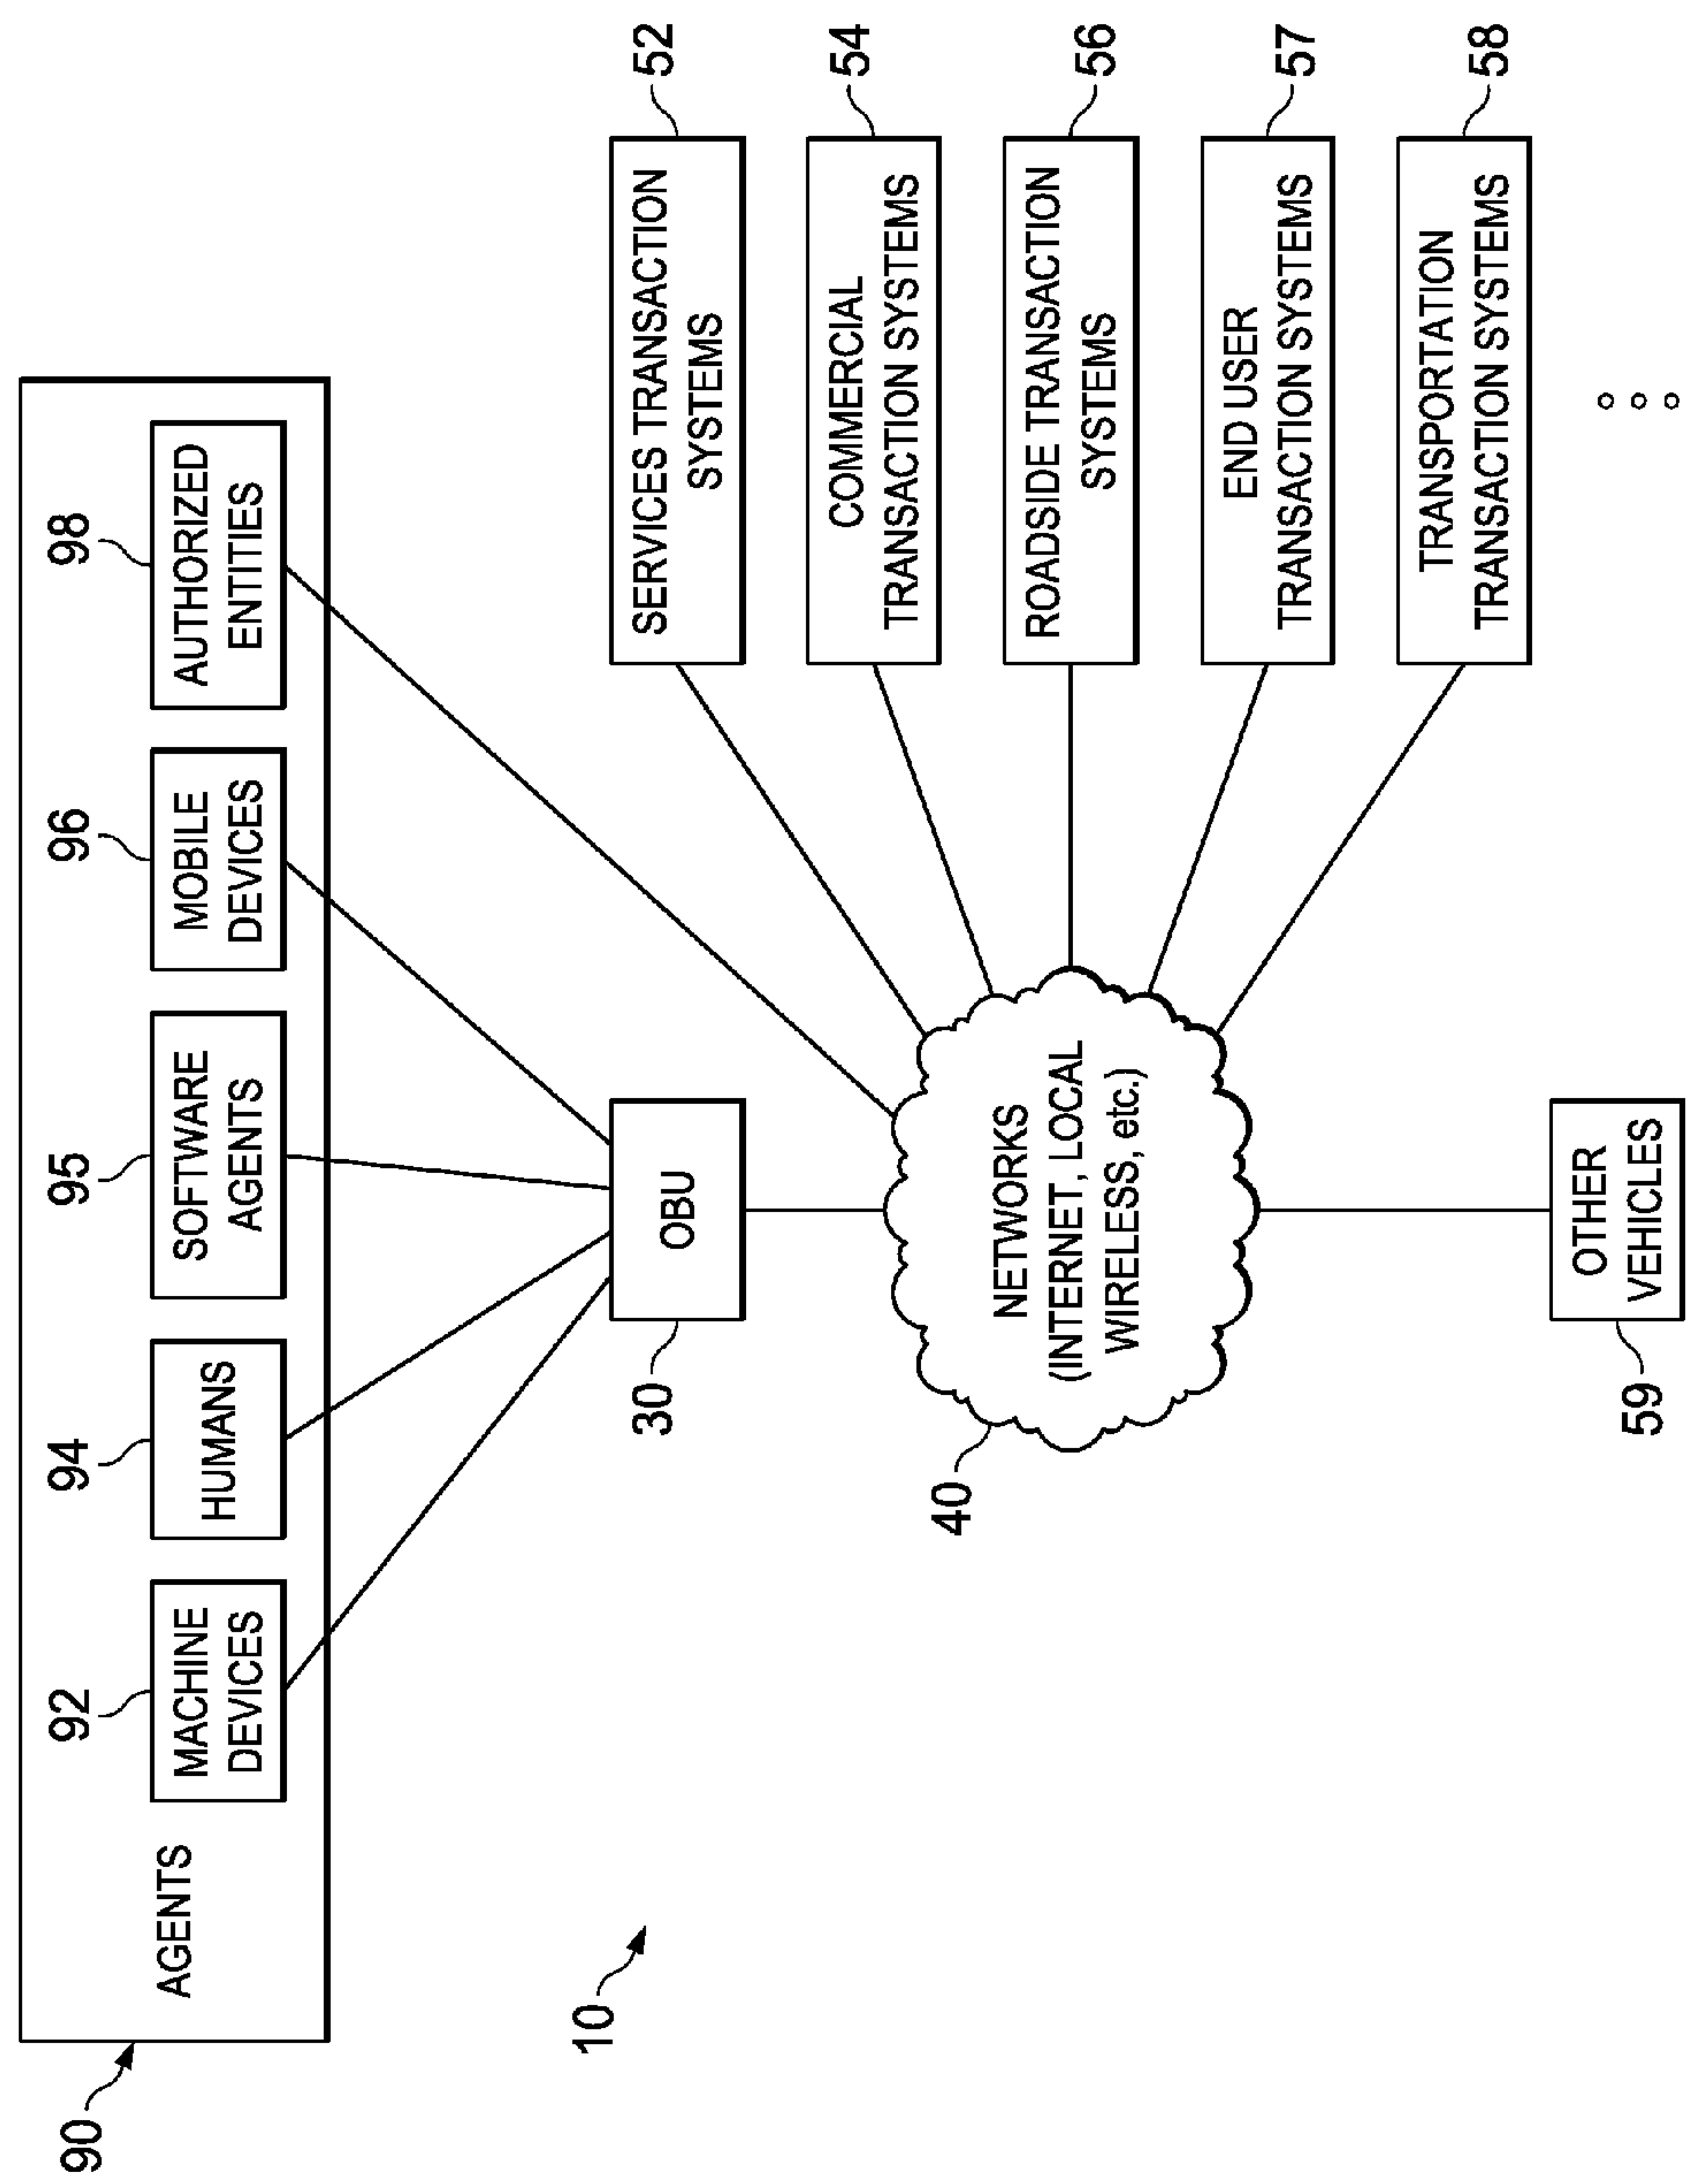 90
AGENTS
92
MACHINE
DEVICES
94
HUMANS
95
SOFTWARE
AGENTS
96
MOBILE
DEVICES
98
AUTHORIZED
ENTITIES
10
30
OBU
40
NETWORKS
(INTERNET, LOCAL
WIRELESS, etc.)
52
SERVICES TRANSACTION
SYSTEMS
54
COMMERCIAL
TRANSACTION SYSTEMS
56
ROADSIDE TRANSACTION
SYSTEMS
57
END USER
TRANSACTION SYSTEMS
58
TRANSPORTATION
TRANSACTION SYSTEMS
59
OTHER
VEHICLES